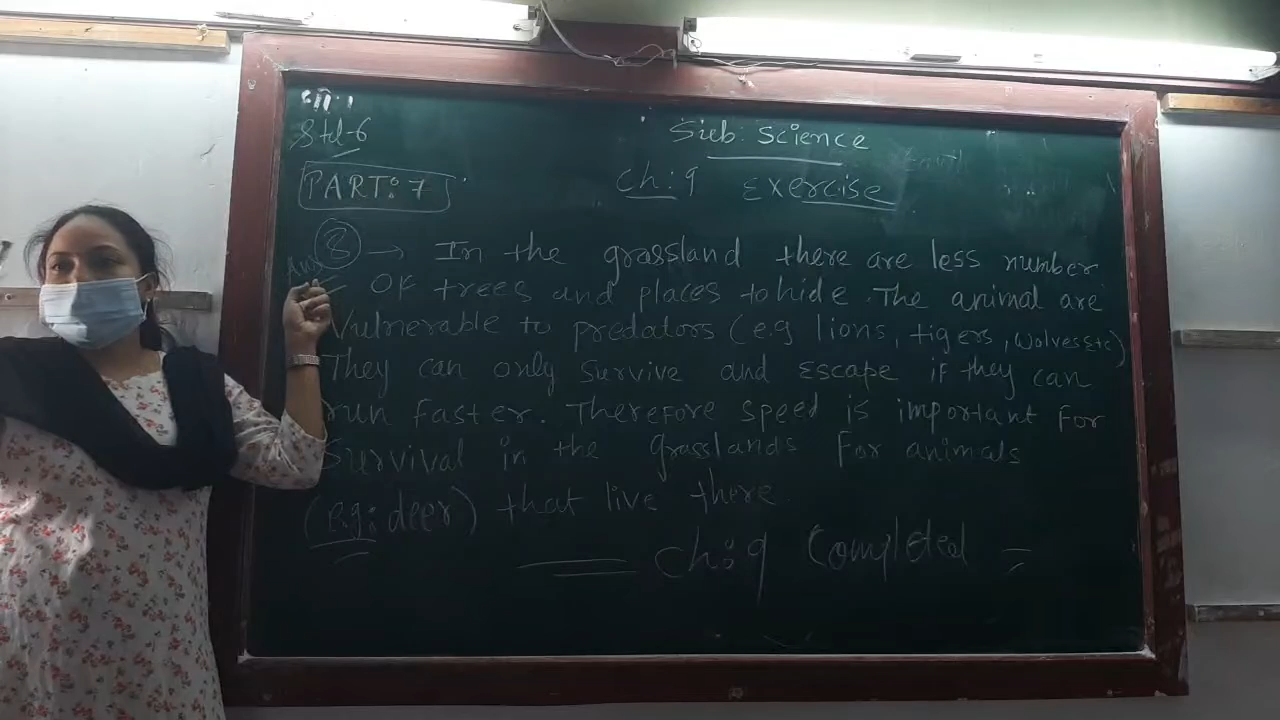 Std-6
Sub: Science
PART: 7
Ch: 9 Exercise
Ans
8 → In the grassland there are less number
of trees and places to hide. The animal are
Vulnerable to predators (e.g lions, tigers, wolves etc)
They can only survive and escape if they can
run faster. Therefore speed is important for
Survival in the grasslands for animals
(e.g: deer) that live there.
Ch: 9 Completed